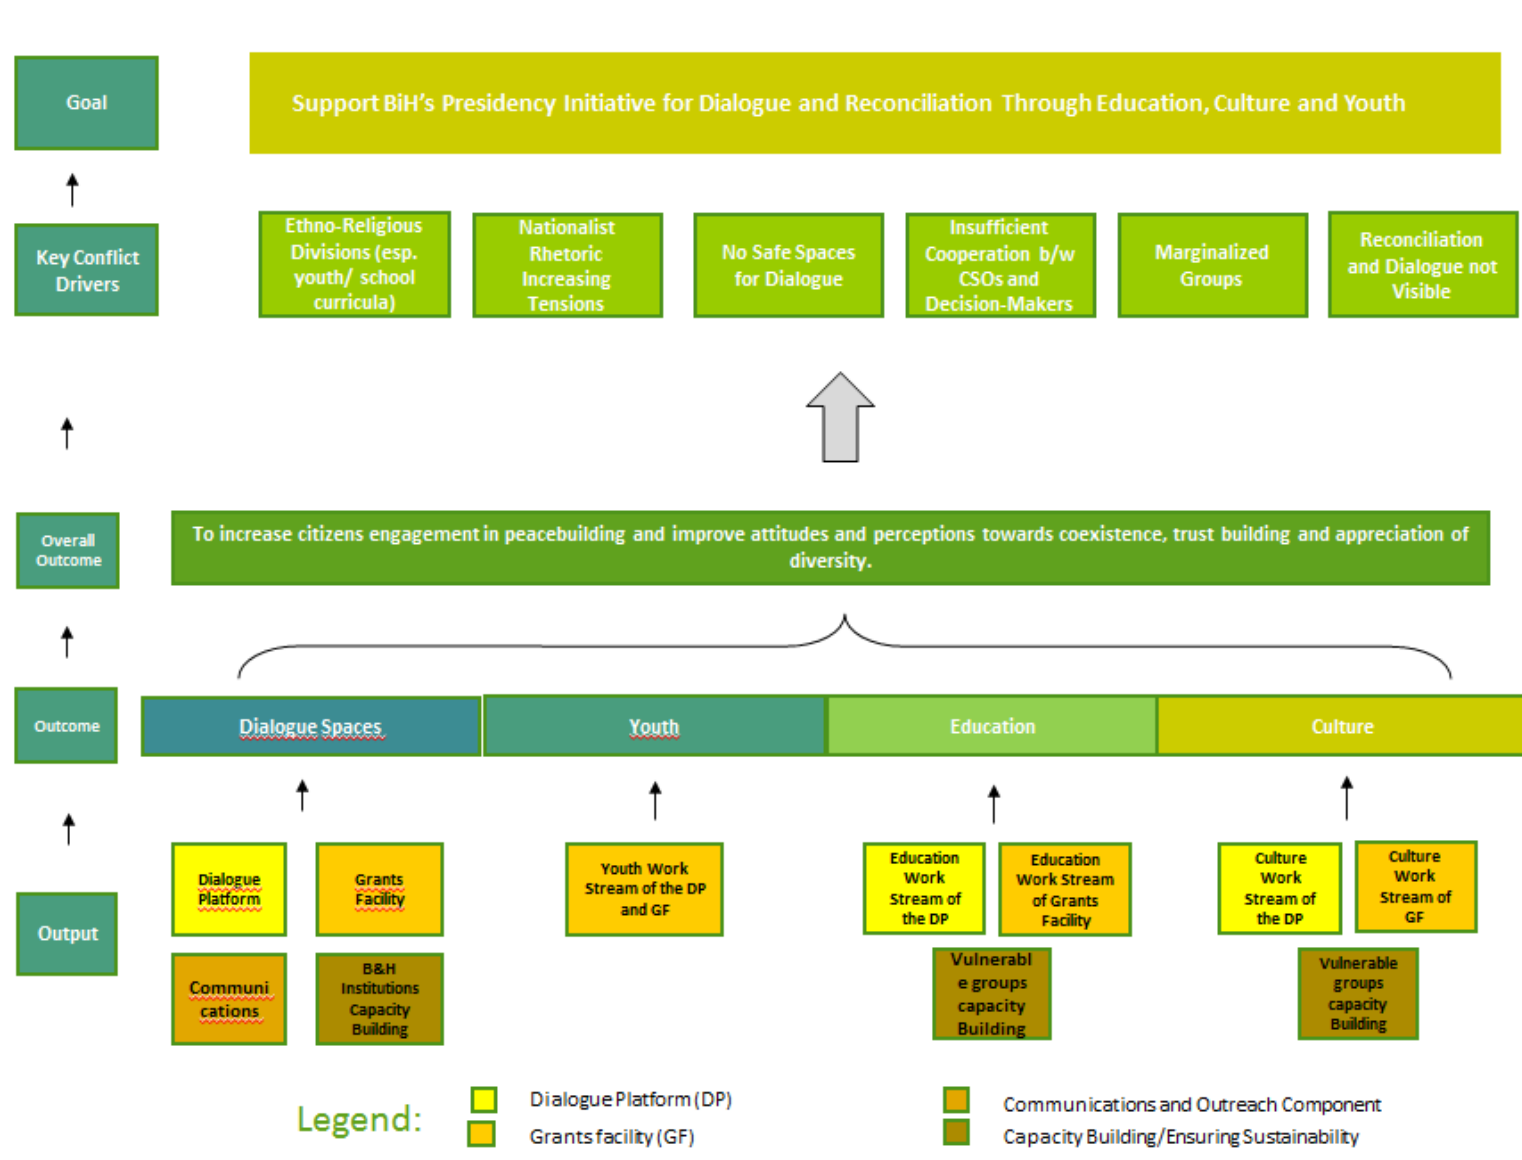 Goal
Support BiH's Presidency Initiative for Dialogue and Reconciliation Through Education, Culture and Youth
Key Conflict
Drivers
Ethno-Religious
Divisions (esp.
youth/ school
curricula)
Nationalist
Rhetoric
Increasing
Tensions
No Safe Spaces
for Dialogue
Insufficient
Cooperation b/w
CSOs and
Decision-Makers
Marginalized
Groups
Reconciliation
and Dialogue not
Visible
Overall
Outcome
To increase citizens engagement in peacebuilding and improve attitudes and perceptions towards coexistence, trust building and appreciation of
diversity.
Outcome
Dialogue Spaces
Youth
Education
Culture
Output
Dialogue
Platform
Grants
Facility
Communi
cations
B&H
Institutions
Capacity
Building
Youth Work
Stream of the DP
and GF
Education
Work
Stream of
the DP
Education
Work Stream
of Grants
Facility
Vulnerabl
e groups
capacity
Building
Culture
Work
Stream of
the DP
Culture
Work
Stream of
GF
Vulnerable
groups
capacity
Building
Legend:
Dialogue Platform (DP)
Grants facility (GF)
Communications and Outreach Component
Capacity Building/Ensuring Sustainability